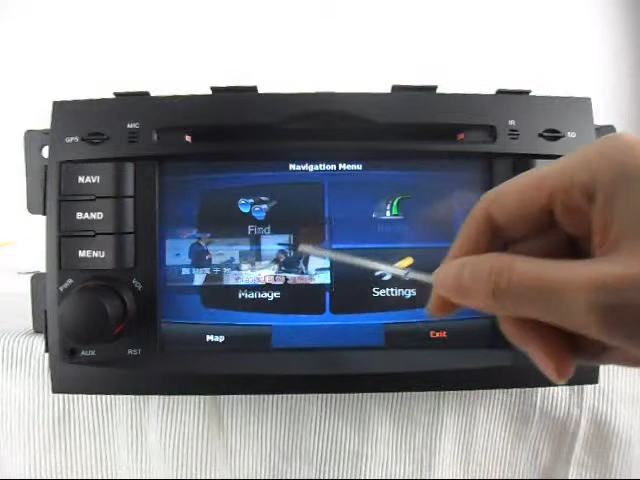 GPS
MIC
IR
SD
NAVI
BAND
MENU
PWR
VOL
AUX
RST
Navigation Menu
Find
Manage
Settings
Map
Exit